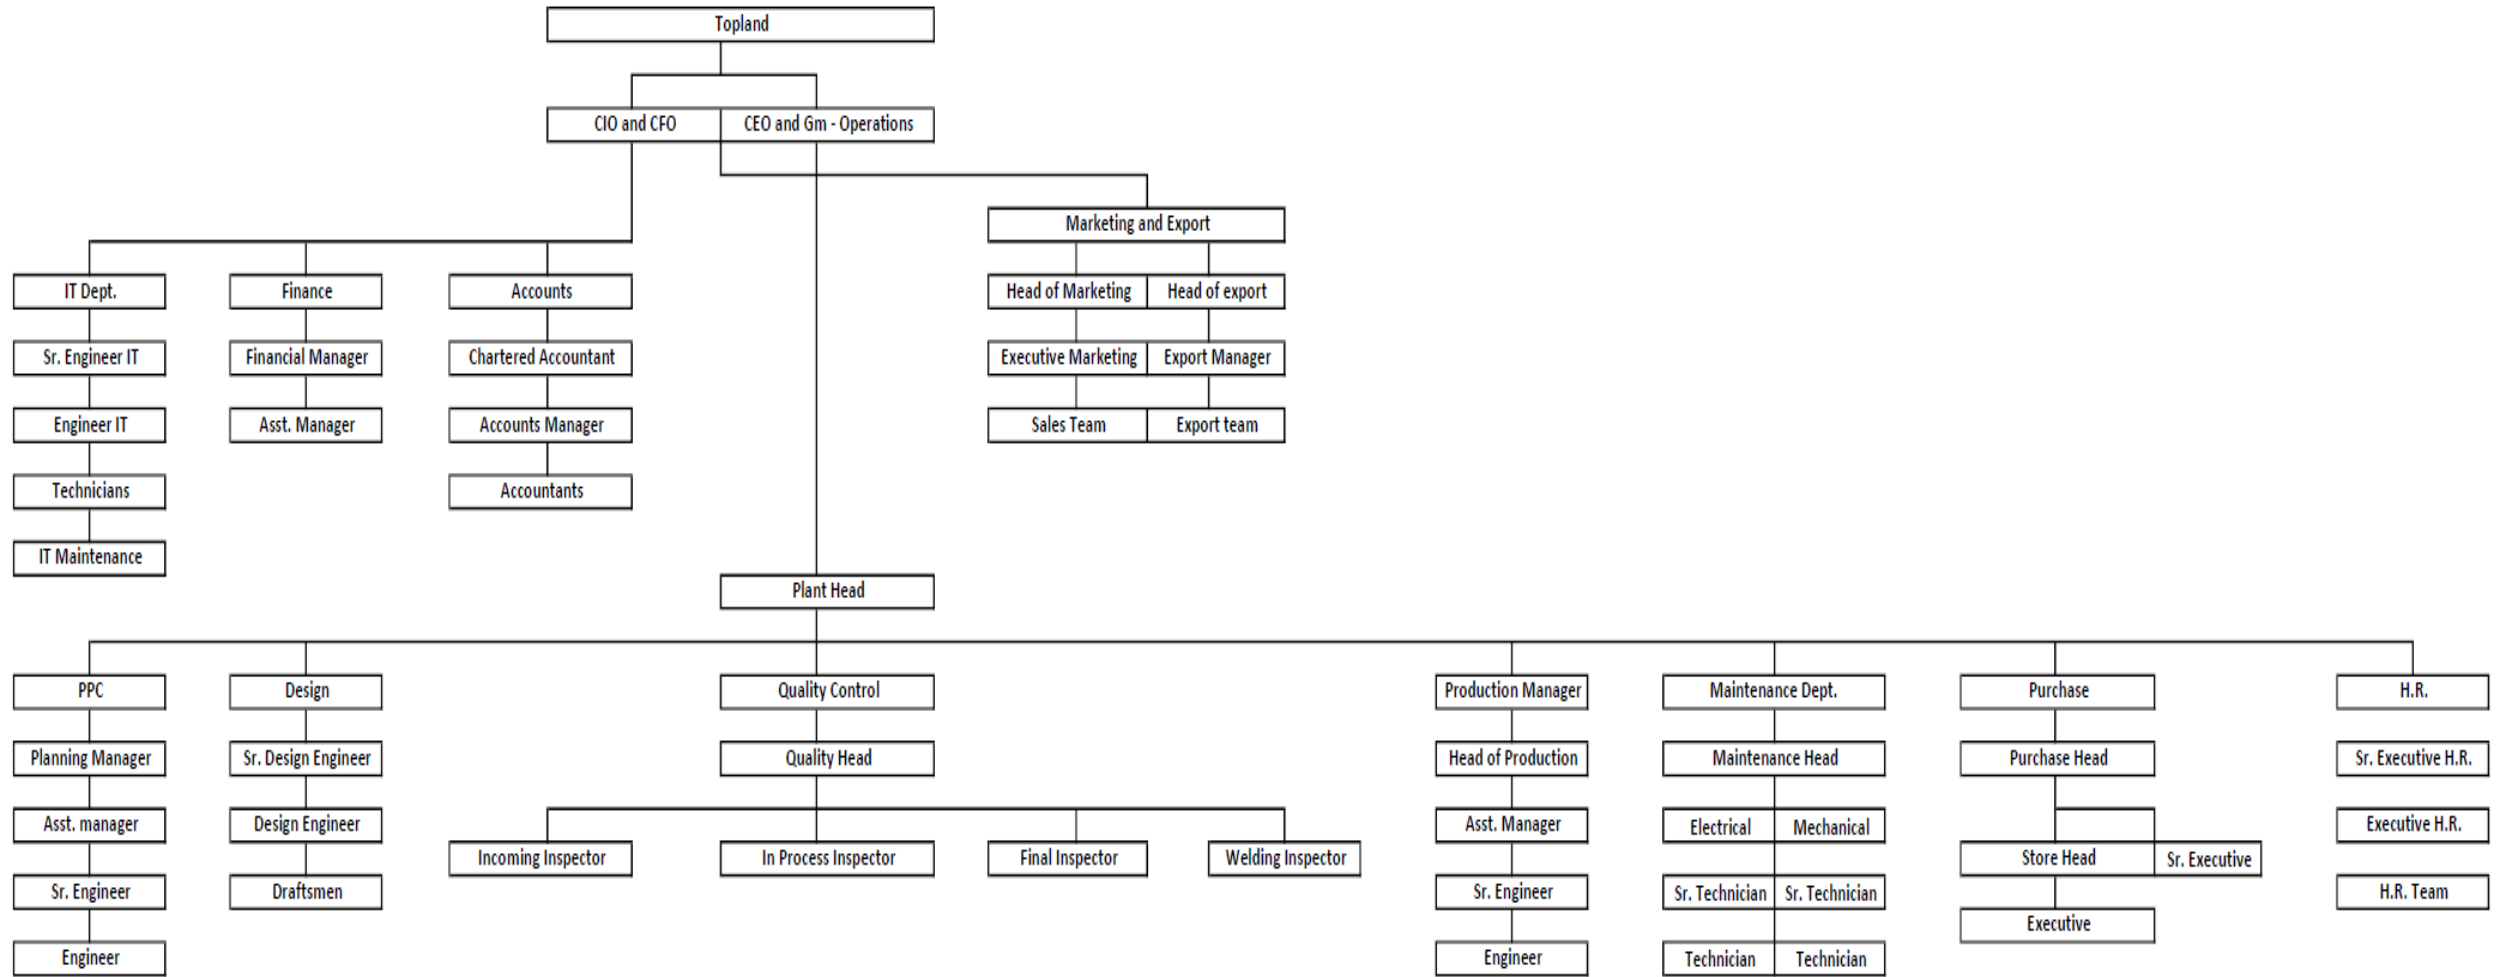 Topland
CIO and CFO
CEO and Gm - Operations
Marketing and Export
IT Dept.
Finance
Accounts
Head of Marketing
Head of export
Sr. Engineer IT
Financial Manager
Chartered Accountant
Executive Marketing
Export Manager
Engineer IT
Asst. Manager
Accounts Manager
Sales Team
Export team
Technicians
Accountants
IT Maintenance
Plant Head
PPC
Design
Quality Control
Production Manager
Maintenance Dept.
Purchase
H.R.
Planning Manager
Sr. Design Engineer
Quality Head
Head of Production
Maintenance Head
Purchase Head
Sr. Executive H.R.
Asst. manager
Design Engineer
Asst. Manager
Electrical
Mechanical
Executive H.R.
Incoming Inspector
In Process Inspector
Final Inspector
Welding Inspector
Store Head
Sr. Executive
Sr. Engineer
Draftsmen
Sr. Engineer
Sr. Technician
Sr. Technician
H.R. Team
Executive
Engineer
Engineer
Technician
Technician